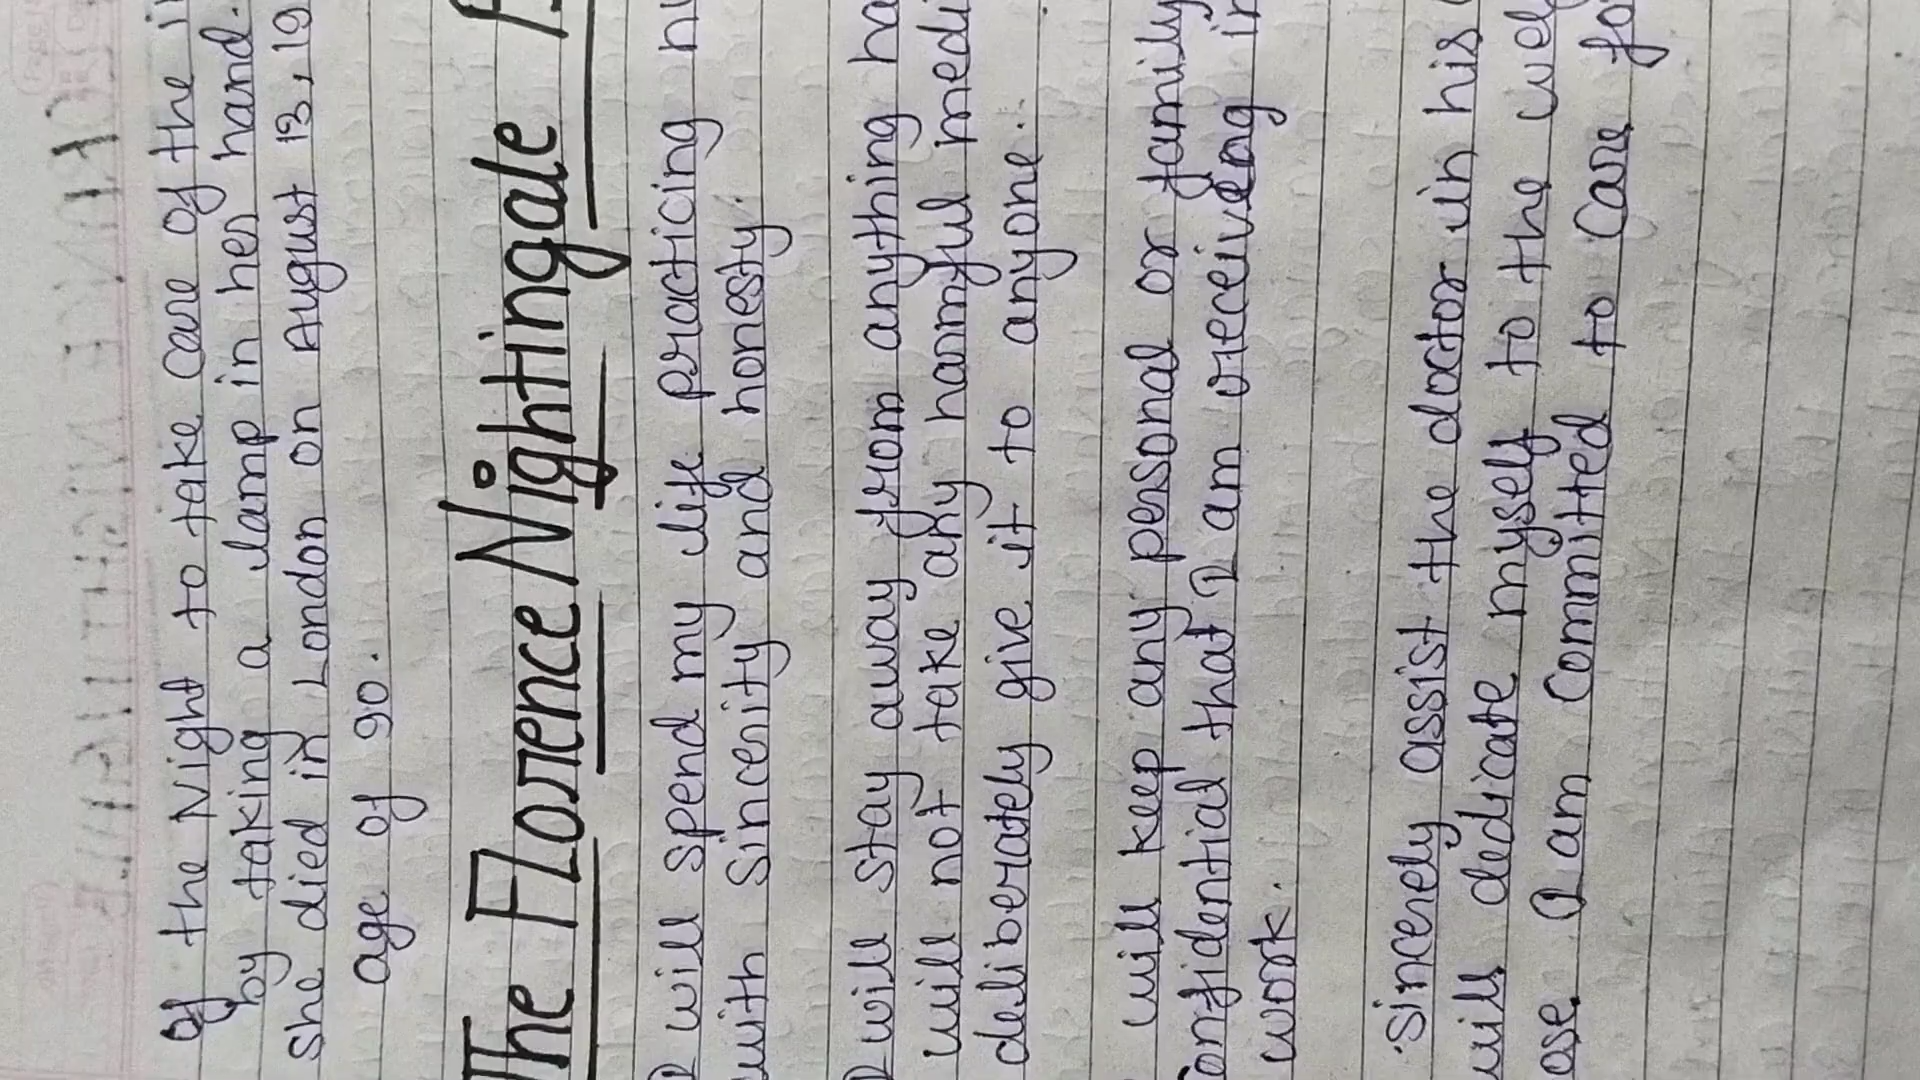 of the Night to take care of the
by taking a lamp in her hand.
She died in London on August 13, 19
age of 90.
The Florence Nightingale
I will spend my life practicing
with sincerity and honesty.
I will stay away from anything
will not take any harmful medi
deliberately give it to anyone.
will keep any personal or family
confidential that I am receiveing in
work.
Sincerely assist the doctor in his
will dedicate myself to the
ose. I am committed to care for